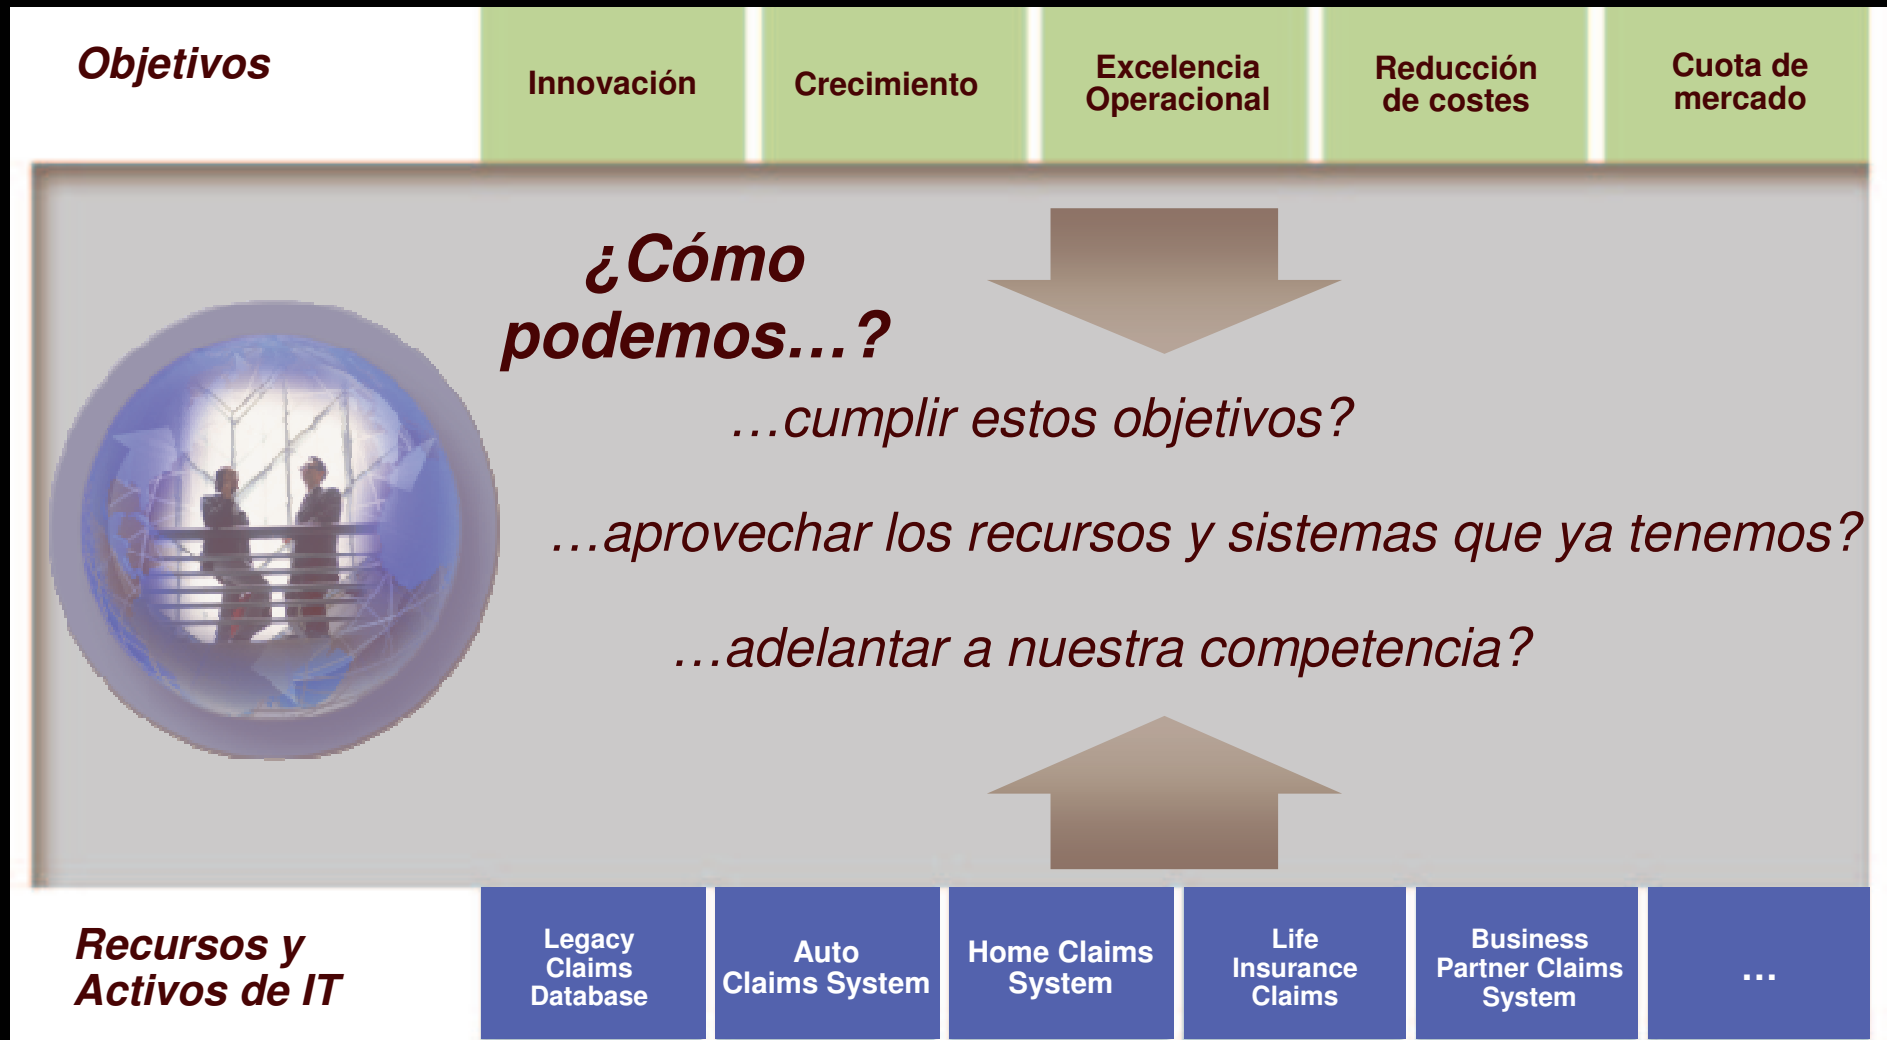 Objetivos
Innovación
Crecimiento
Excelencia
Operacional
Reducción
de costes
Cuota de
mercado
¿Cómo
podemos…?
…cumplir estos objetivos?
…aprovechar los recursos y sistemas que ya tenemos?
…adelantar a nuestra competencia?
Recursos y
Activos de IT
Legacy
Claims
Database
Auto
Claims System
Home Claims
System
Life
Insurance
Claims
Business
Partner Claims
System
…